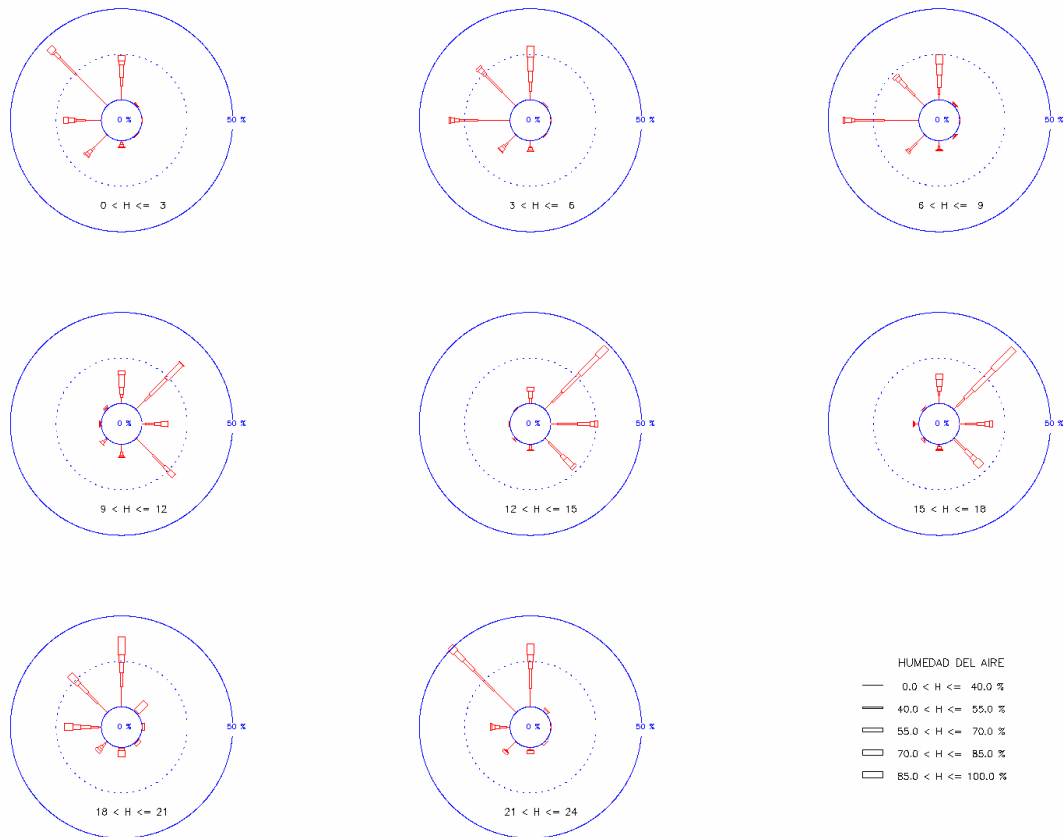 0 % 50 %
0 < H <= 3
0 % 50 %
3 < H <= 6
0 % 50 %
6 < H <= 9
0 % 50 %
9 < H <= 12
0 % 50 %
12 < H <= 15
0 % 50 %
15 < H <= 18
0 % 50 %
18 < H <= 21
0 % 50 %
21 < H <= 24
HUMEDAD DEL AIRE
0.0 < H <= 40.0 %
40.0 < H <= 55.0 %
55.0 < H <= 70.0 %
70.0 < H <= 85.0 %
85.0 < H <= 100.0 %